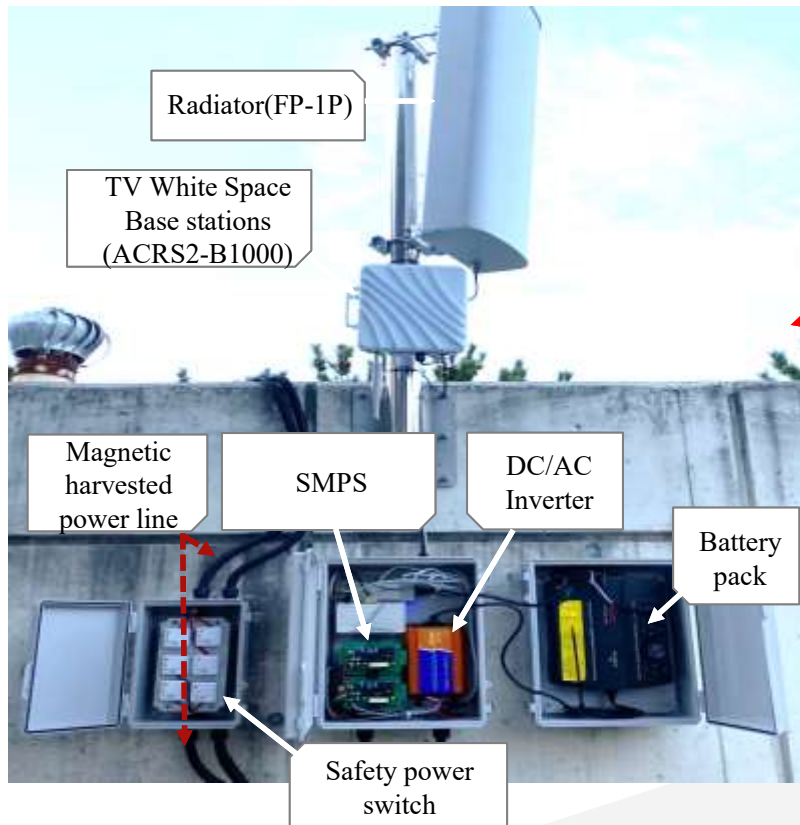 Radiator(FP-1P)
TV White Space
Base stations
(ACRS2-B1000)
Magnetic
harvested
power line
SMPS
DC/AC
Inverter
Battery
pack
Safety power
switch